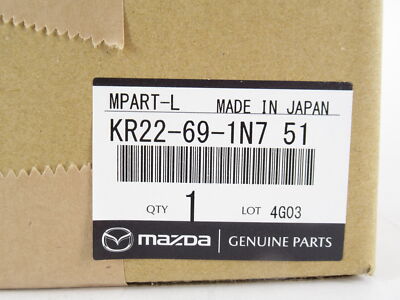 MPART-L MADE IN JAPAN
KR22-69-1N7 51
QTY 1 LOT 4G03
mazda GENUINE PARTS